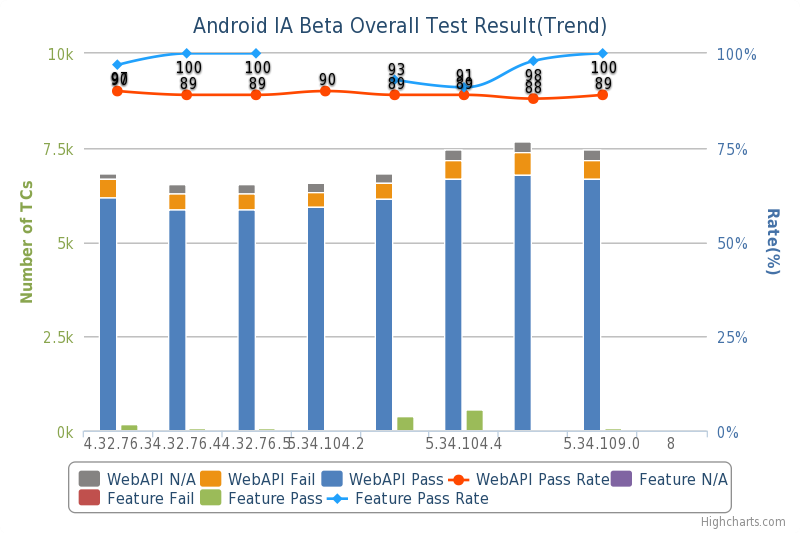 Android IA Beta Overall Test Result(Trend)
10k
100%
97
100
100
93
91
98
100
90
89
89
90
89
89
88
89
7.5k
75%
Number of TCs
5k
50%
Rate(%)
2.5k
25%
0k
0%
4.32.76.3
4.32.76.4
4.32.76.5
5.34.104.2
5.34.104.4
5.34.109.0
8
WebAPI N/A
WebAPI Fail
WebAPI Pass
WebAPI Pass Rate
Feature N/A
Feature Fail
Feature Pass
Feature Pass Rate
Highcharts.com